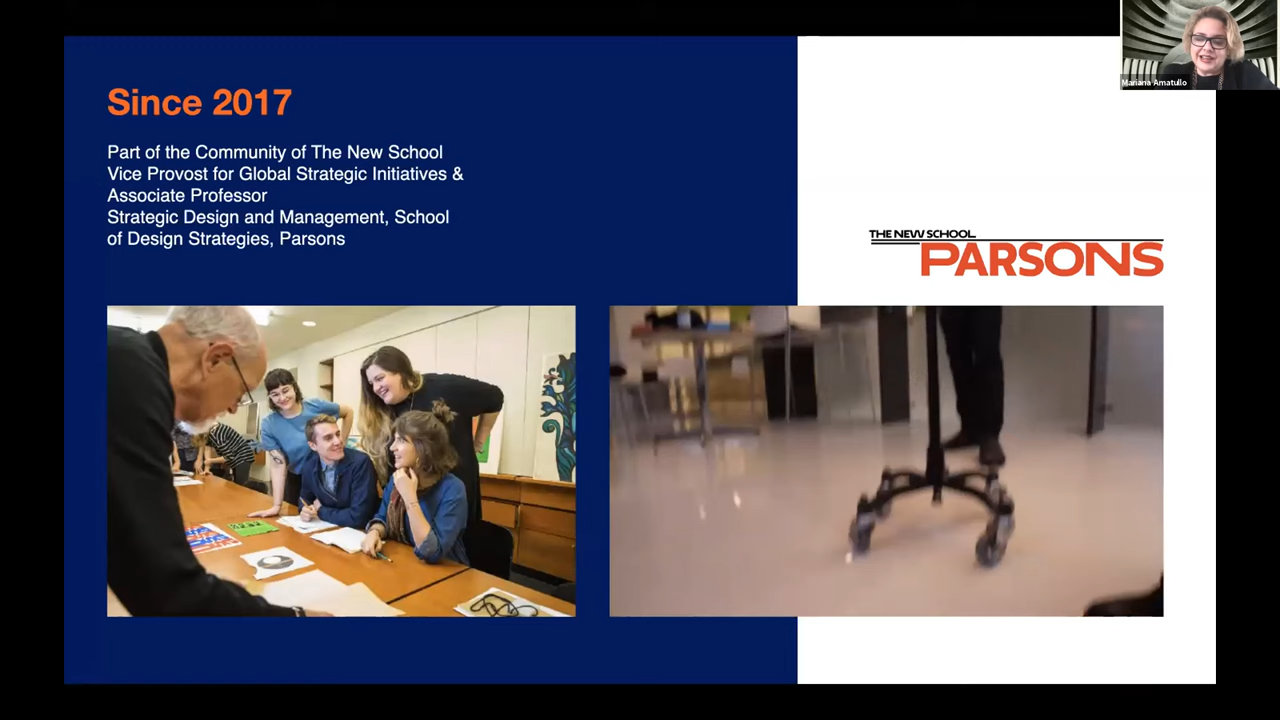 Mariana Amatullo
Since 2017
Part of the Community of The New School
Vice Provost for Global Strategic Initiatives &
Associate Professor
Strategic Design and Management, School
of Design Strategies, Parsons
THE NEW SCHOOL
PARSONS